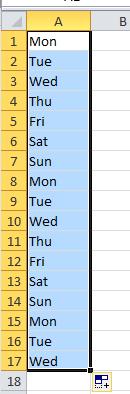 A B
1 Mon
2 Tue
3 Wed
4 Thu
5 Fri
6 Sat
7 Sun
8 Mon
9 Tue
10 Wed
11 Thu
12 Fri
13 Sat
14 Sun
15 Mon
16 Tue
17 Wed
18